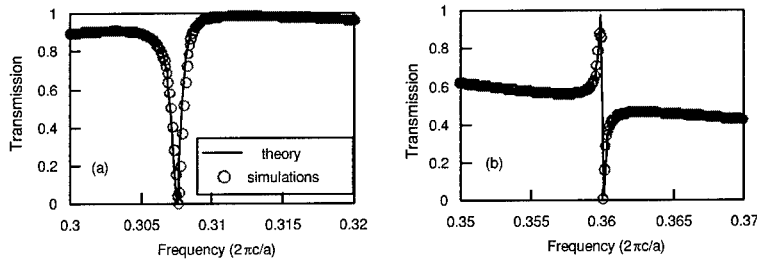 1
0.8
0.6
0.4
0.2
0
Transmission
(a)
theory
simulations
0.3 0.305 0.31 0.315 0.32
Frequency (2πc/a)
1
0.8
0.6
0.4
0.2
0
Transmission
(b)
0.35 0.355 0.36 0.365 0.37
Frequency (2πc/a)